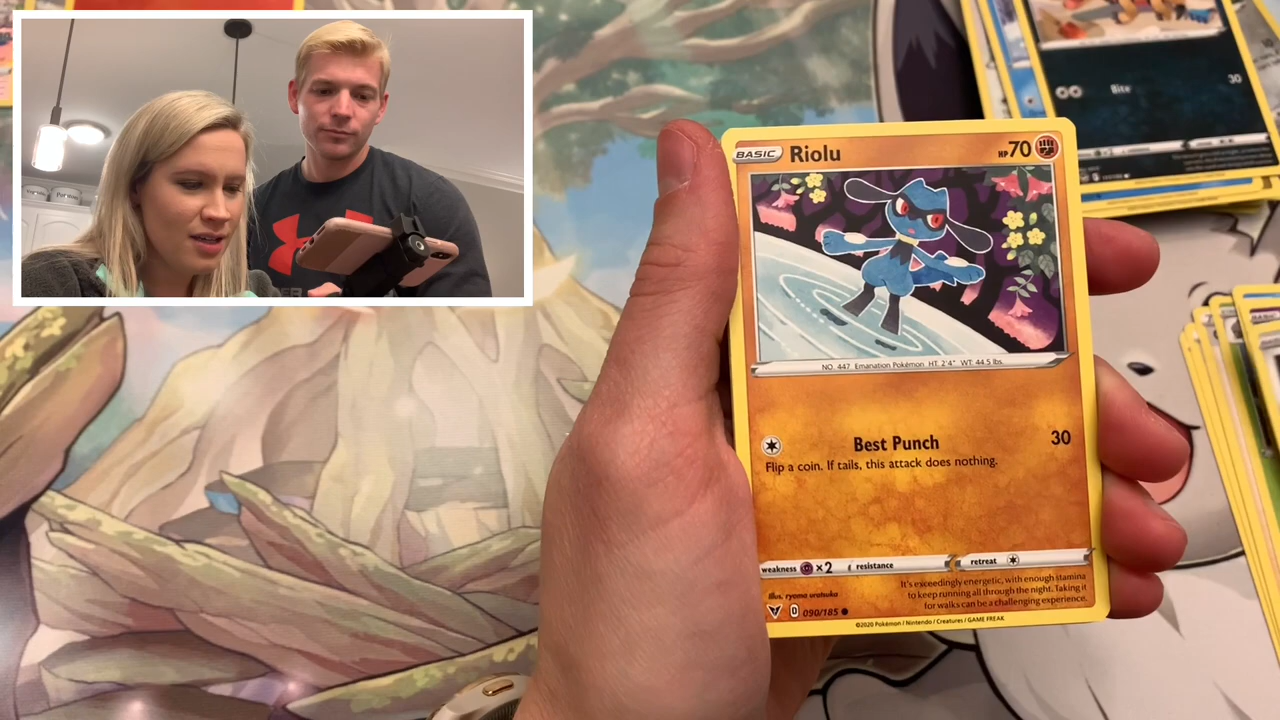 BASIC Riolu HP 70
NO. 447 Emanation Pokémon HT. 2'4" WT. 44.5 lbs.
Best Punch 30
Flip a coin. If tails, this attack does nothing.
weakness ×2 resistance retreat
It's exceedingly energetic, with enough stamina
to keep running all through the night. Taking it
for walks can be a challenging experience.
Illus. ryoma uratsuka
D 090/185
©2020 Pokémon / Nintendo / Creatures / GAME FREAK
Bite 30